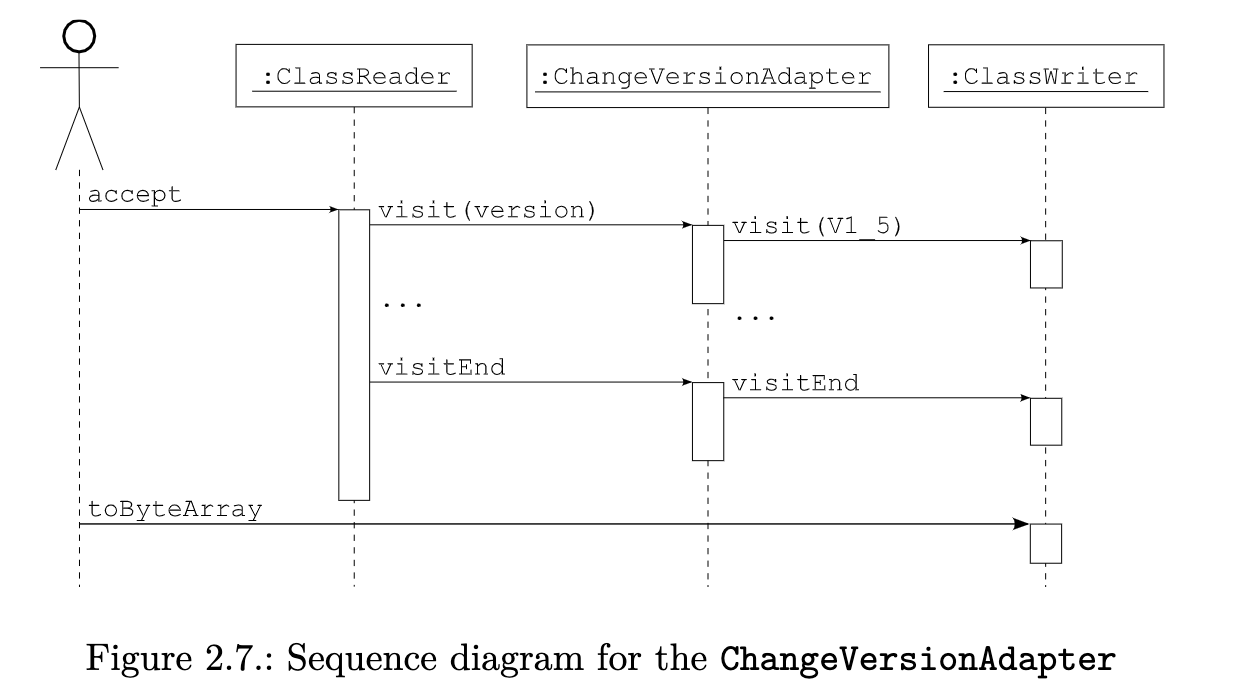 :ClassReader :ChangeVersionAdapter :ClassWriter
accept
visit(version)
visit(V1_5)
...
...
visitEnd
visitEnd
toByteArray
Figure 2.7.: Sequence diagram for the ChangeVersionAdapter